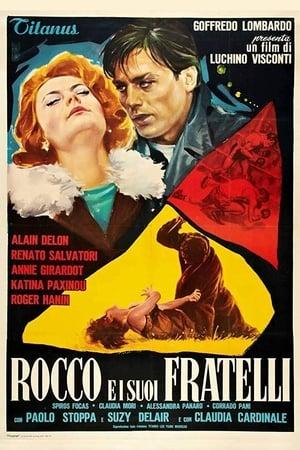 Titanus
GOFFREDO LOMBARDO
presenta
un film di
LUCHINO VISCONTI
ALAIN DELON
RENATO SALVATORI
ANNIE GIRARDOT
KATINA PAXINOU
ROGER HANIN
ROCCO E I SUOI FRATELLI
SPIROS FOCAS - CLAUDIA MORI - ALESSANDRA PANARO - CORRADO PANI
CON PAOLO STOPPA E SUZY DELAIR E CON CLAUDIA CARDINALE